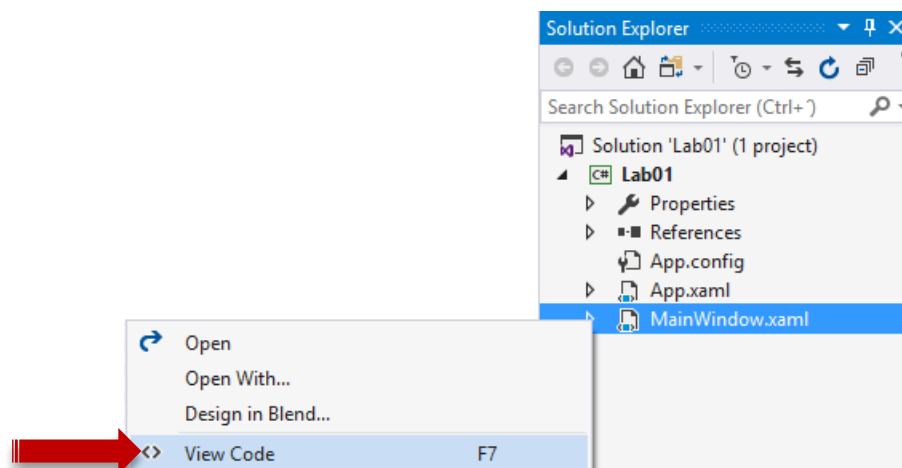 Solution Explorer
Search Solution Explorer (Ctrl+¨)
Solution 'Lab01' (1 project)
C# Lab01
Properties
References
App.config
App.xaml
MainWindow.xaml
Open
Open With...
Design in Blend...
View Code F7